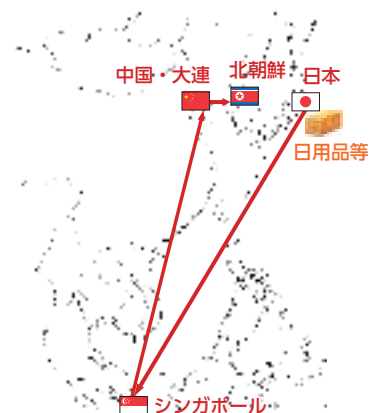 中国・大連
北朝鮮
日本
日用品等
シンガポール